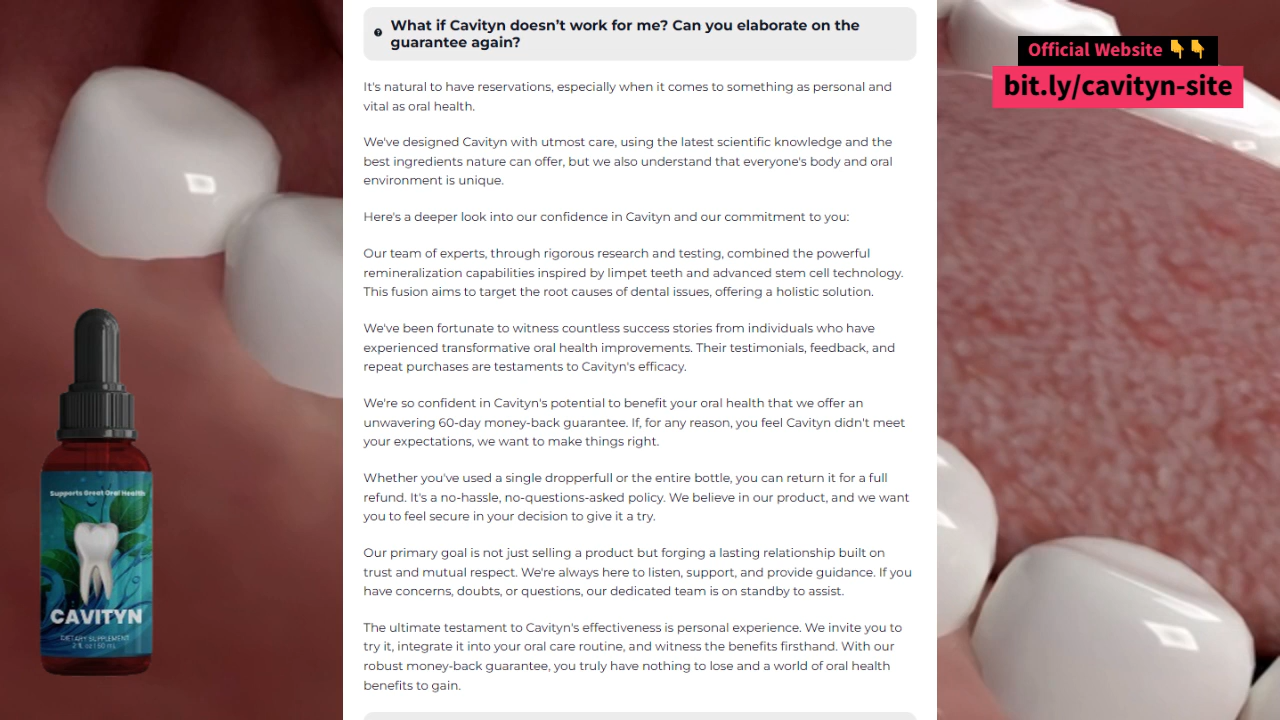 What if Cavityn doesn’t work for me? Can you elaborate on the
guarantee again?
It's natural to have reservations, especially when it comes to something as personal and
vital as oral health.
We've designed Cavityn with utmost care, using the latest scientific knowledge and the
best ingredients nature can offer, but we also understand that everyone's body and oral
environment is unique.
Here's a deeper look into our confidence in Cavityn and our commitment to you:
Our team of experts, through rigorous research and testing, combined the powerful
remineralization capabilities inspired by limpet teeth and advanced stem cell technology.
This fusion aims to target the root causes of dental issues, offering a holistic solution.
We've been fortunate to witness countless success stories from individuals who have
experienced transformative oral health improvements. Their testimonials, feedback, and
repeat purchases are testaments to Cavityn's efficacy.
We're so confident in Cavityn's potential to benefit your oral health that we offer an
unwavering 60-day money-back guarantee. If, for any reason, you feel Cavityn didn't meet
your expectations, we want to make things right.
Whether you've used a single dropperfull or the entire bottle, you can return it for a full
refund. It's a no-hassle, no-questions-asked policy. We believe in our product, and we want
you to feel secure in your decision to give it a try.
Our primary goal is not just selling a product but forging a lasting relationship built on
trust and mutual respect. We're always here to listen, support, and provide guidance. If you
have concerns, doubts, or questions, our dedicated team is on standby to assist.
The ultimate testament to Cavityn's effectiveness is personal experience. We invite you to
try it, integrate it into your oral care routine, and witness the benefits firsthand. With our
robust money-back guarantee, you truly have nothing to lose and a world of oral health
benefits to gain.
Official Website 👇👇
bit.ly/cavityn-site
Supports Great Oral Health
CAVITYN
DIETARY SUPPLEMENT
2 fl. oz | 60 mL